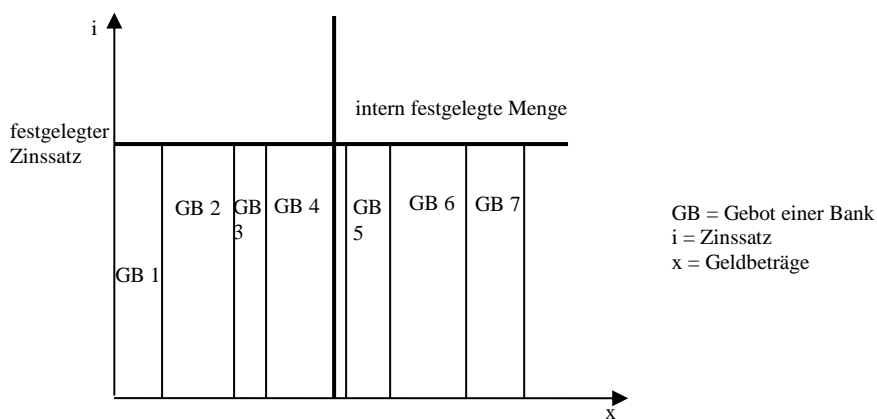 i
intern festgelegte Menge
festgelegter
Zinssatz
GB 1
GB 2
GB
3
GB 4
GB
5
GB 6
GB 7
x
GB = Gebot einer Bank
i = Zinssatz
x = Geldbeträge